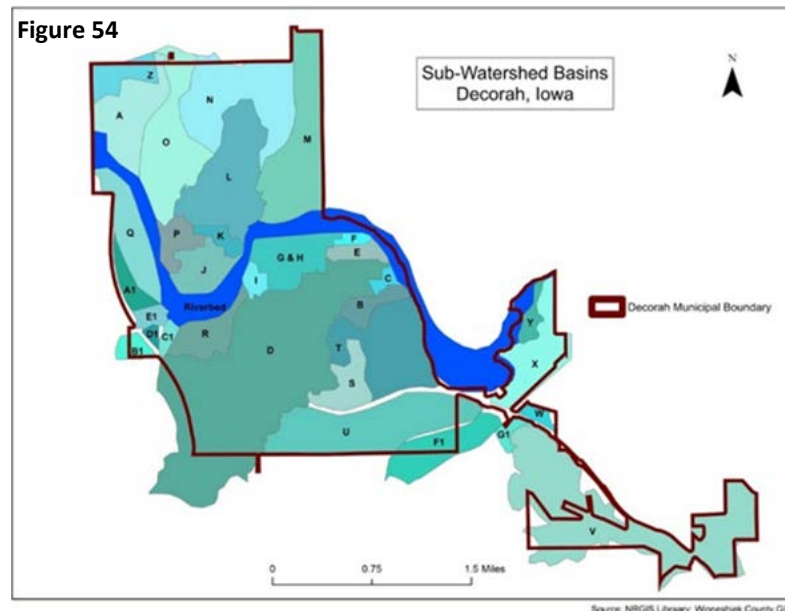 Figure 54
Sub-Watershed Basins
Decorah, Iowa
N
Z
A
N
O
M
L
Q
P
K
F
G & H
E
J
I
C
A1
Riverbed
B
E1
D1
C1
R
Y
Decorah Municipal Boundary
B1
D
T
X
S
W
U
F1
G1
V
0
0.75
1.5 Miles